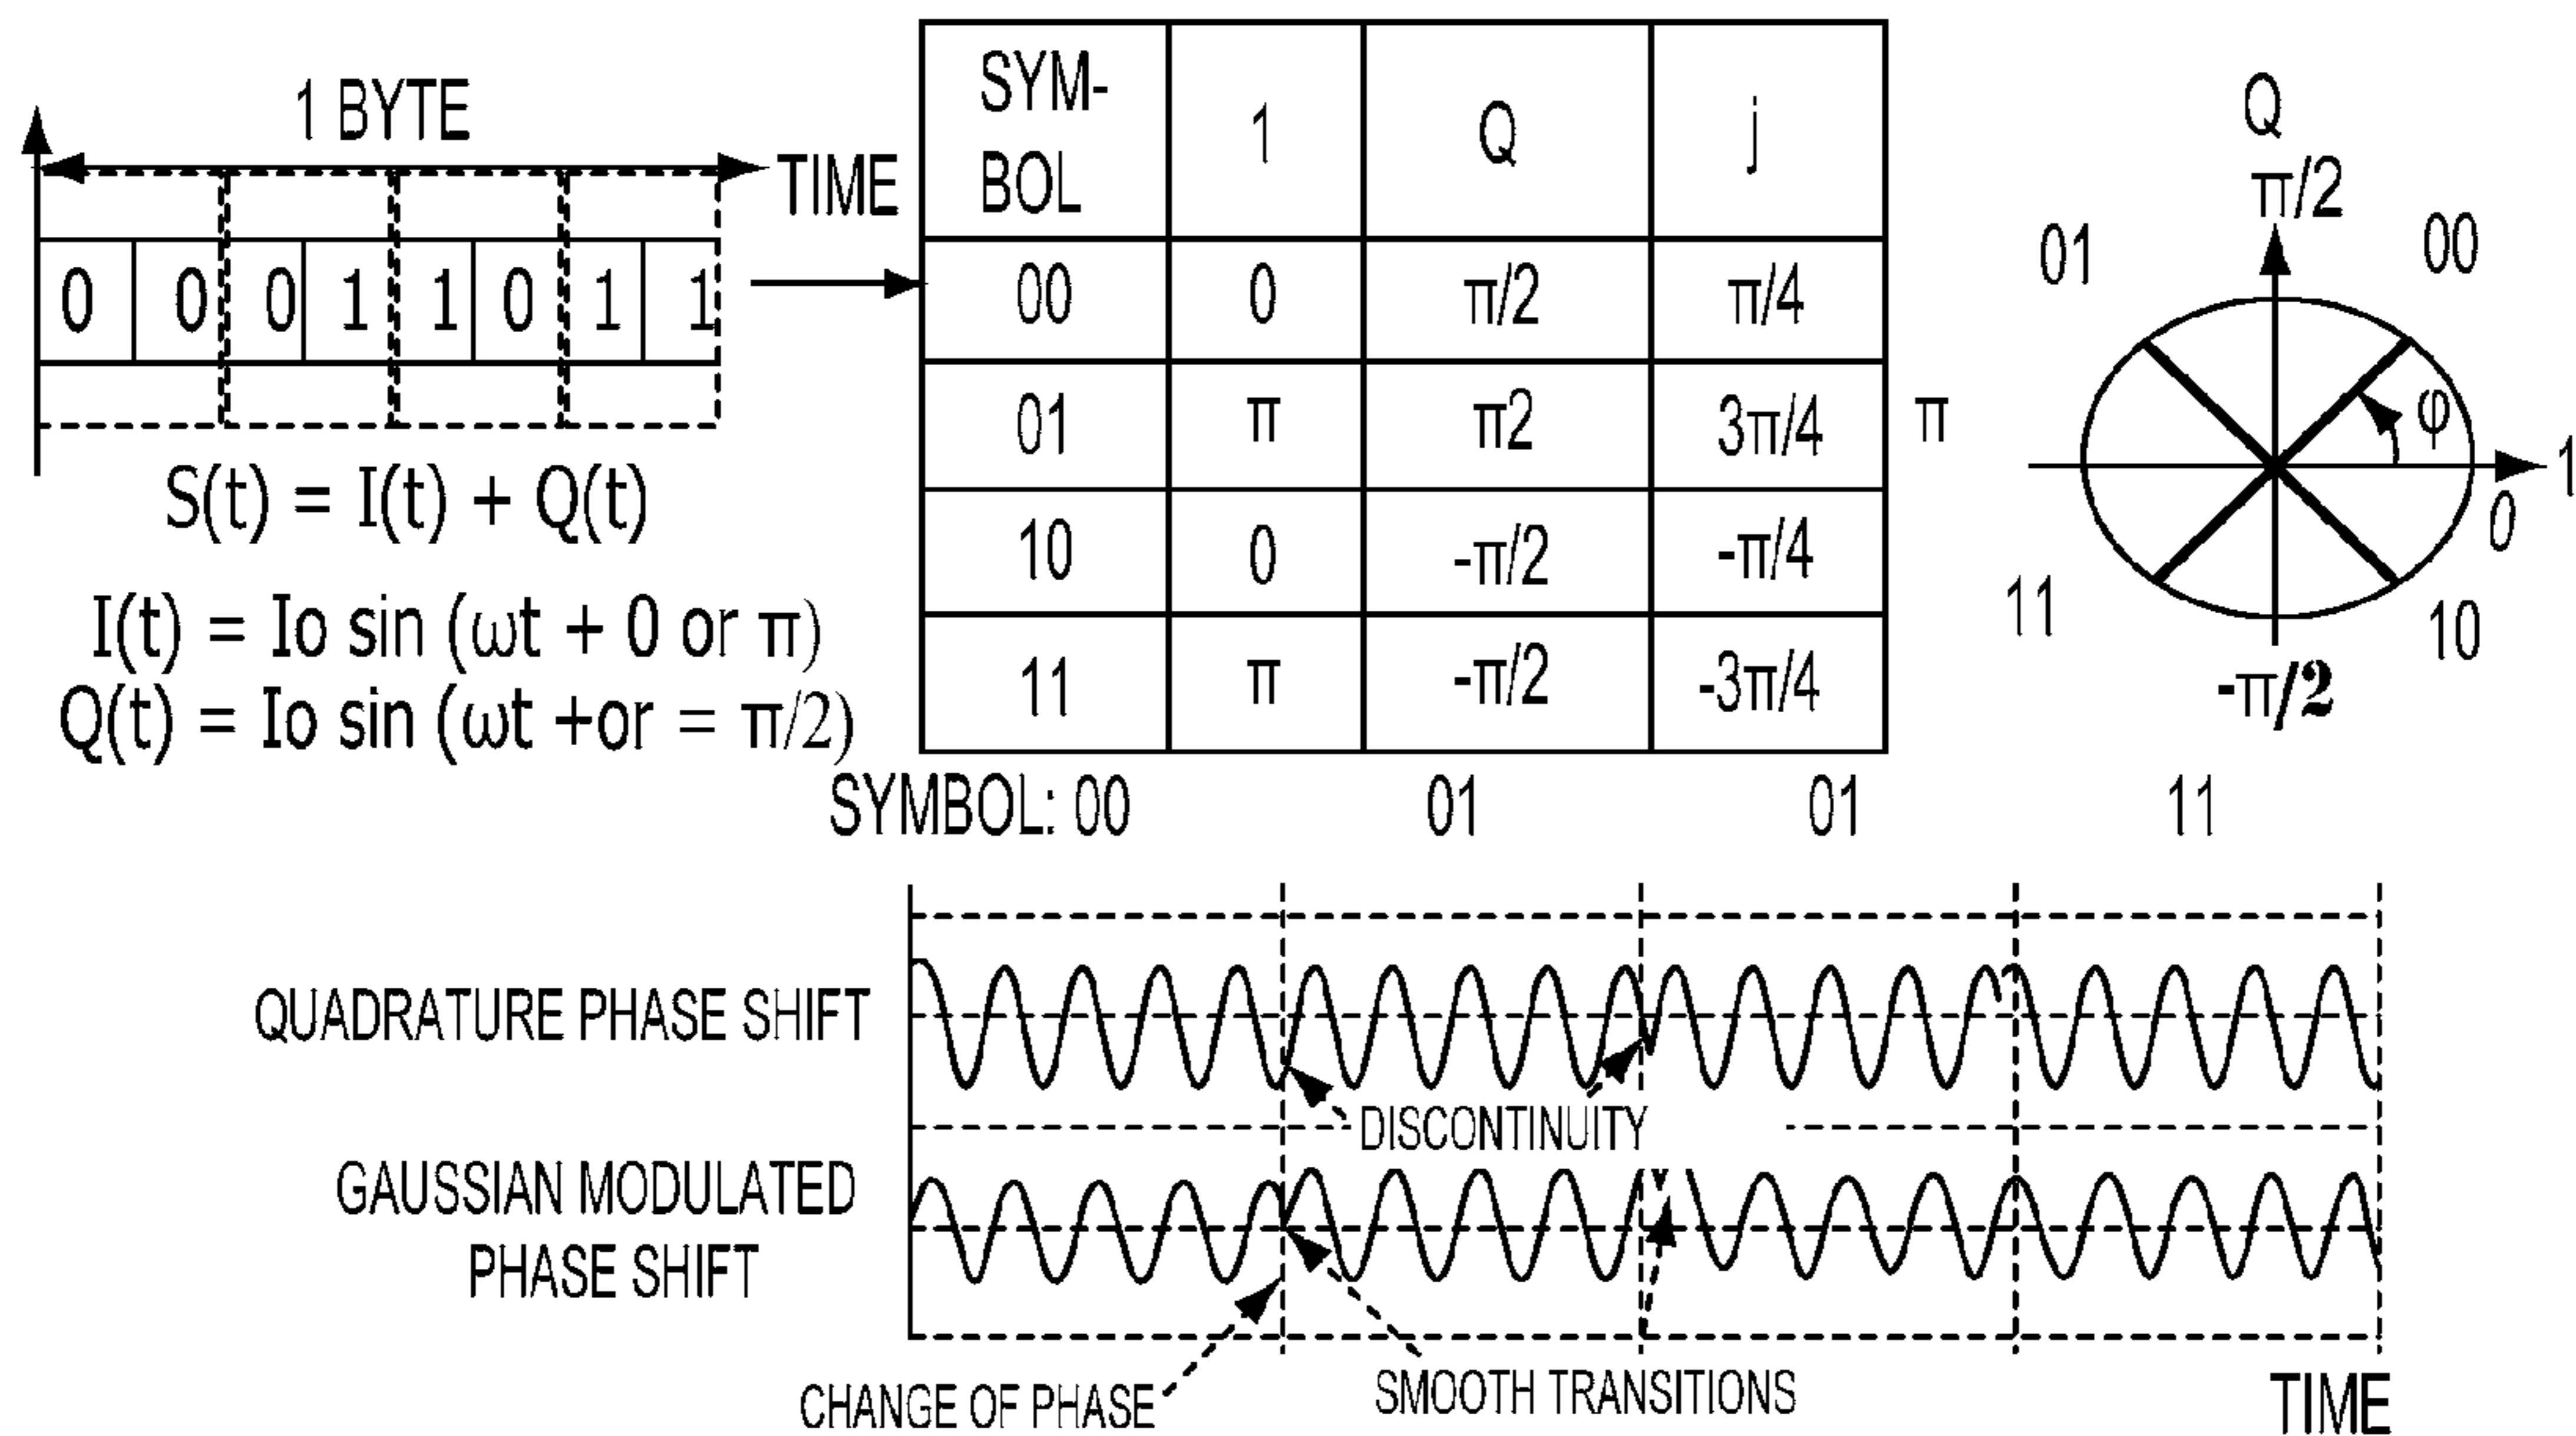 1 BYTE
TIME
0 0 0 1 1 0 1 1
S(t) = I(t) + Q(t)
I(t) = Io sin (ωt + 0 or π)
Q(t) = Io sin (ωt +or = π/2)
SYM-
BOL 1 Q j
00 0 π/2 π/4
01 π π2 3π/4
10 0 -π/2 -π/4
11 π -π/2 -3π/4
Q
π/2
01 00
π φ 1
0
11 10
-π/2
SYMBOL: 00 01 01 11
QUADRATURE PHASE SHIFT
DISCONTINUITY
GAUSSIAN MODULATED
PHASE SHIFT
CHANGE OF PHASE
SMOOTH TRANSITIONS
TIME